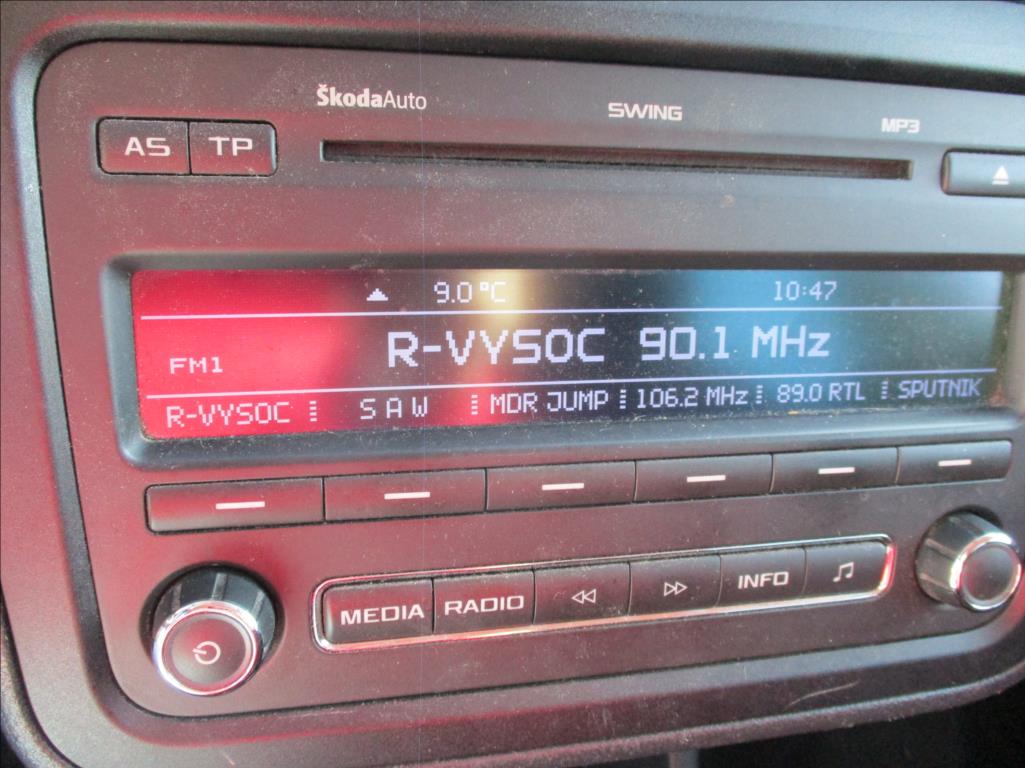 ŠkodaAuto SWING MP3
AS TP
9.0 °C 10:47
R-VYSOC 90.1 MHz
FM1
R-VYSOC SAW MDR JUMP 106.2 MHz 89.0 RTL SPUTNIK
MEDIA RADIO INFO